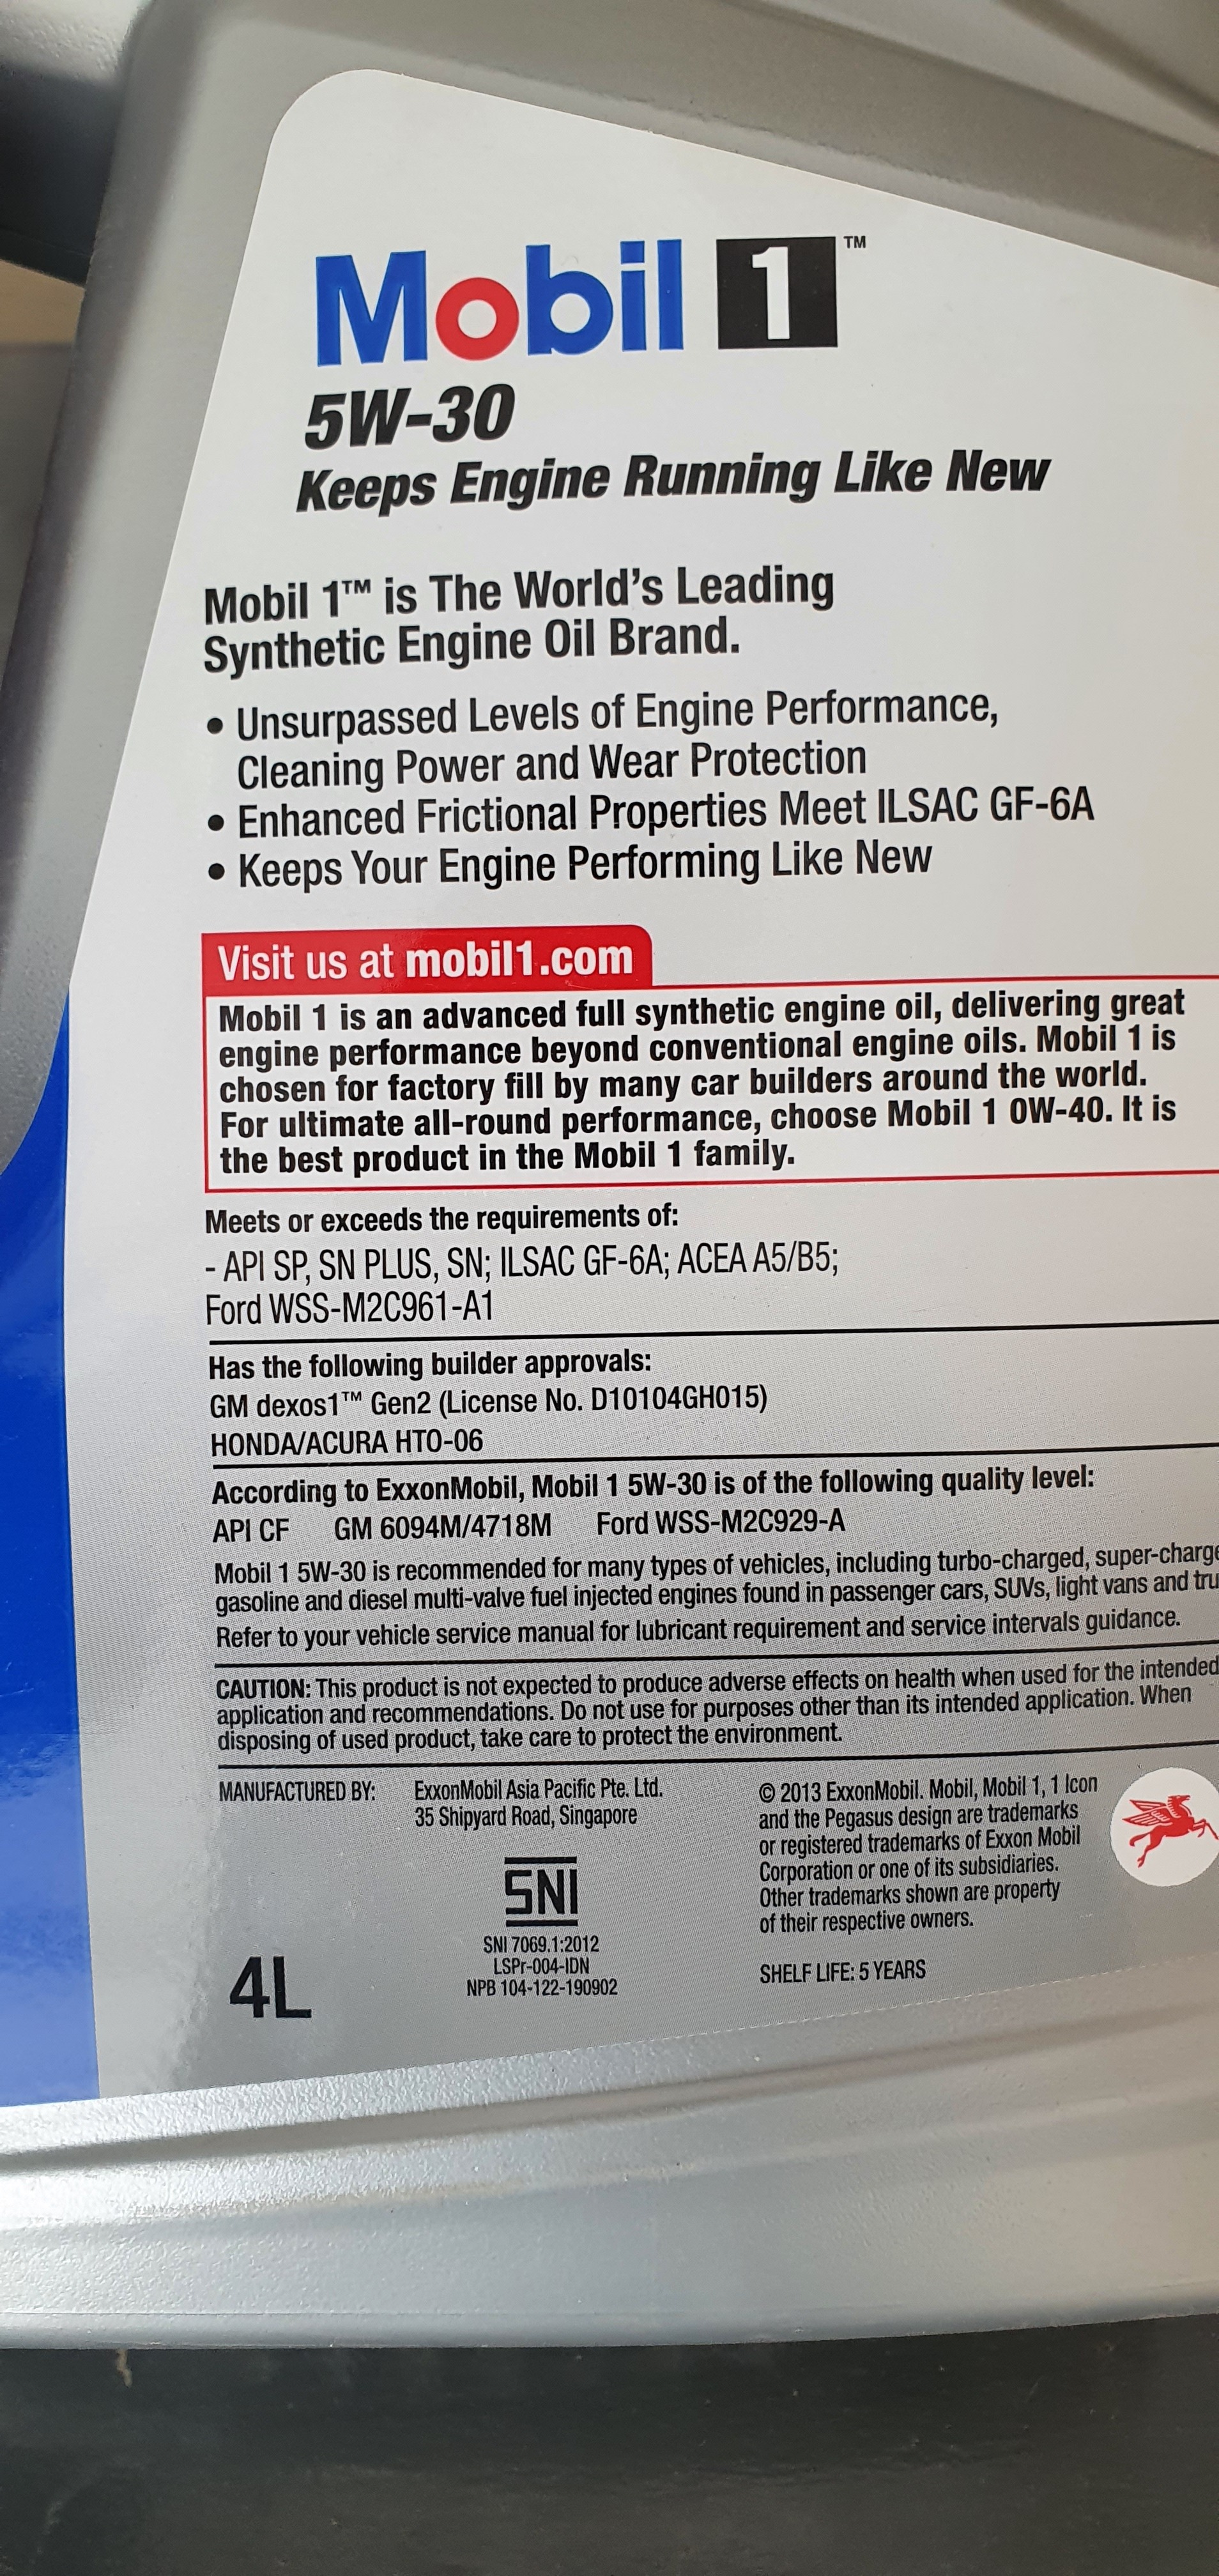 Mobil 1™
5W-30
Keeps Engine Running Like New
Mobil 1™ is The World's Leading
Synthetic Engine Oil Brand.
• Unsurpassed Levels of Engine Performance,
Cleaning Power and Wear Protection
• Enhanced Frictional Properties Meet ILSAC GF-6A
• Keeps Your Engine Performing Like New
Visit us at mobil1.com
Mobil 1 is an advanced full synthetic engine oil, delivering great
engine performance beyond conventional engine oils. Mobil 1 is
chosen for factory fill by many car builders around the world.
For ultimate all-round performance, choose Mobil 1 0W-40. It is
the best product in the Mobil 1 family.
Meets or exceeds the requirements of:
- API SP, SN PLUS, SN; ILSAC GF-6A; ACEA A5/B5;
Ford WSS-M2C961-A1
Has the following builder approvals:
GM dexos1™ Gen2 (License No. D10104GH015)
HONDA/ACURA HTO-06
According to ExxonMobil, Mobil 1 5W-30 is of the following quality level:
API CF GM 6094M/4718M Ford WSS-M2C929-A
Mobil 1 5W-30 is recommended for many types of vehicles, including turbo-charged, super-charge
gasoline and diesel multi-valve fuel injected engines found in passenger cars, SUVs, light vans and tru
Refer to your vehicle service manual for lubricant requirement and service intervals guidance.
CAUTION: This product is not expected to produce adverse effects on health when used for the intended
application and recommendations. Do not use for purposes other than its intended application. When
disposing of used product, take care to protect the environment.
MANUFACTURED BY: ExxonMobil Asia Pacific Pte. Ltd.
35 Shipyard Road, Singapore
SNI
SNI 7069.1:2012
LSPr-004-IDN
NPB 104-122-190902
4L
© 2013 ExxonMobil. Mobil, Mobil 1, 1 Icon
and the Pegasus design are trademarks
or registered trademarks of Exxon Mobil
Corporation or one of its subsidiaries.
Other trademarks shown are property
of their respective owners.
SHELF LIFE: 5 YEARS